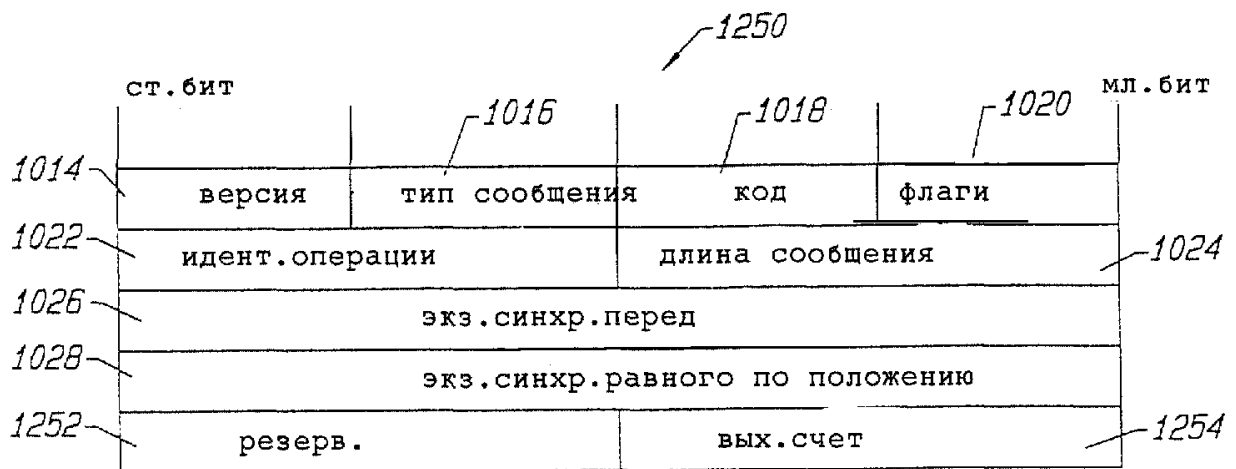 1250
ст.бит мл.бит
1016 1018 1020
1014 версия тип сообщения код флаги
1022 идент.операции длина сообщения 1024
1026 экз.синхр.перед
1028 экз.синхр.равного по положению
1252 резерв. вых.счет 1254